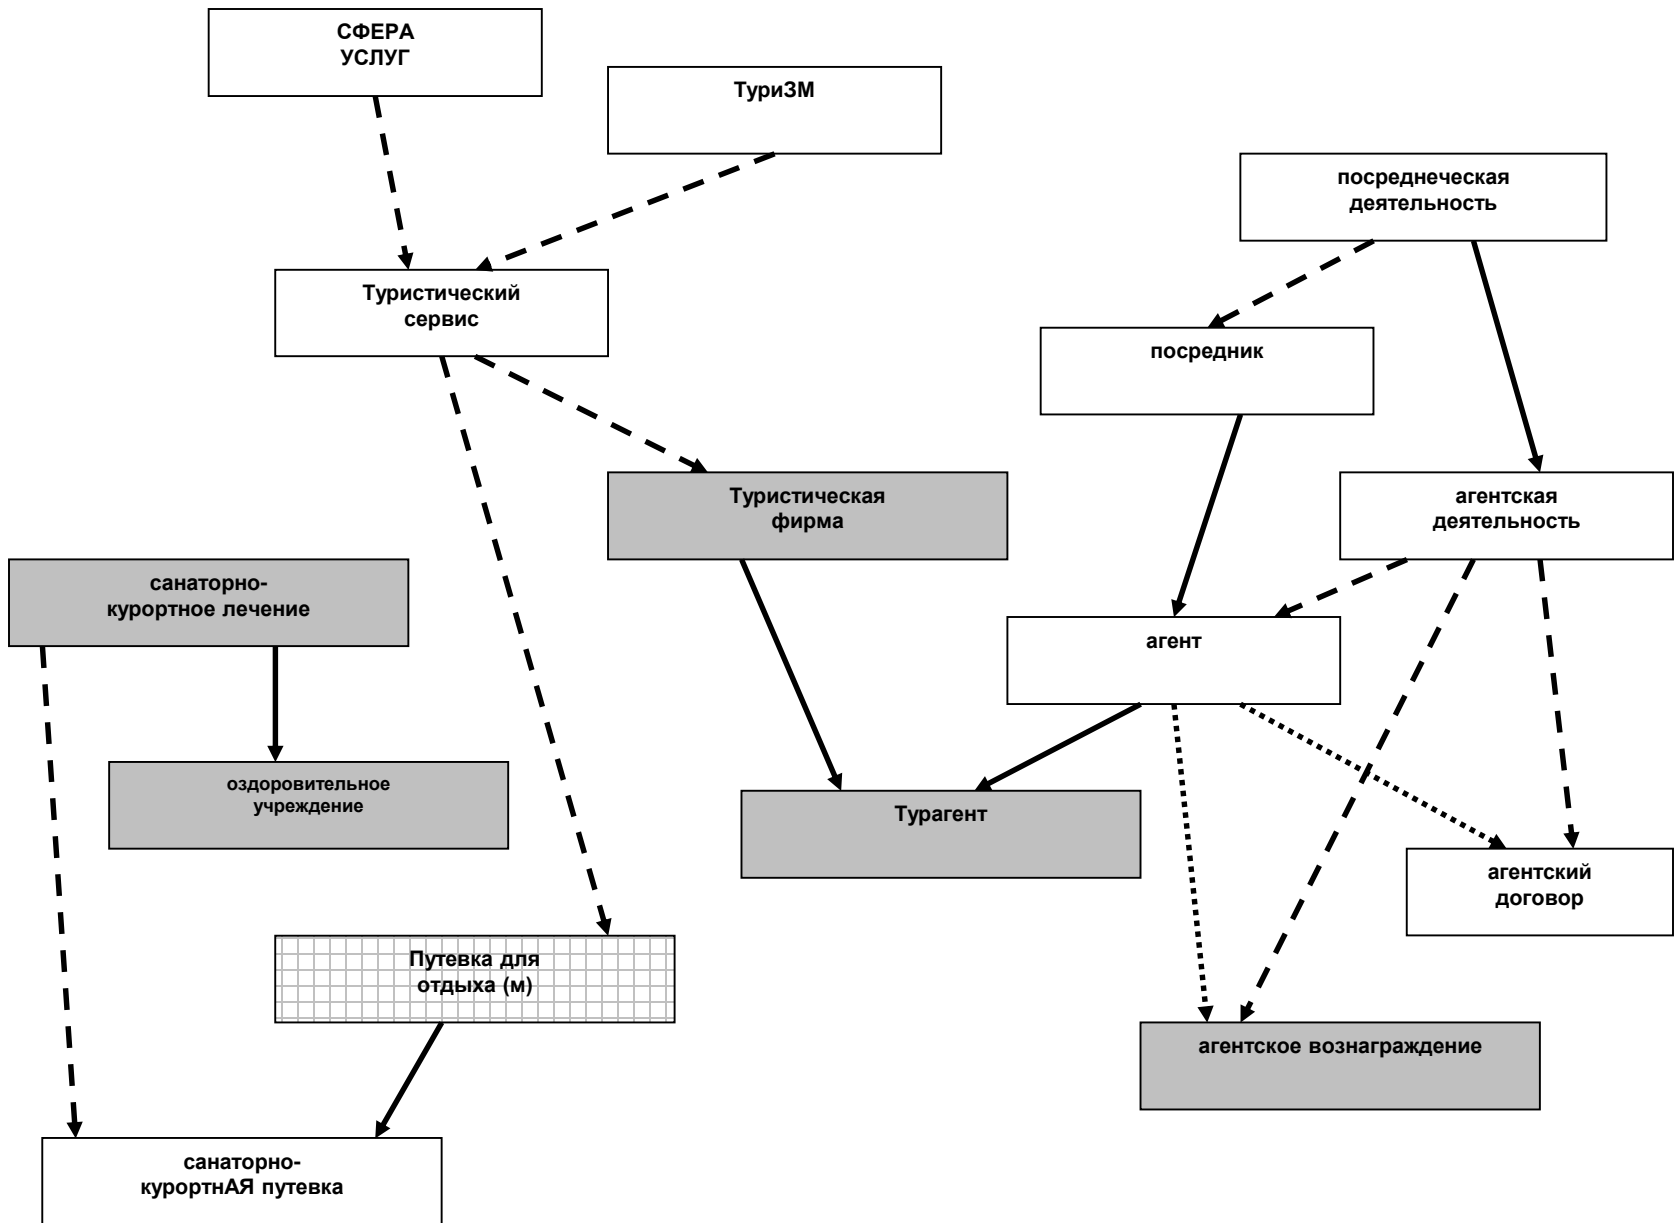 СФЕРА
УСЛУГ
ТуриЗМ
посреднеческая
деятельность
Туристический
сервис
посредник
Туристическая
фирма
агентская
деятельность
санаторно-
курортное лечение
агент
оздоровительное
учреждение
Турагент
агентский
договор
Путевка для
отдыха (м)
агентское вознаграждение
санаторно-
курортнАЯ путевка